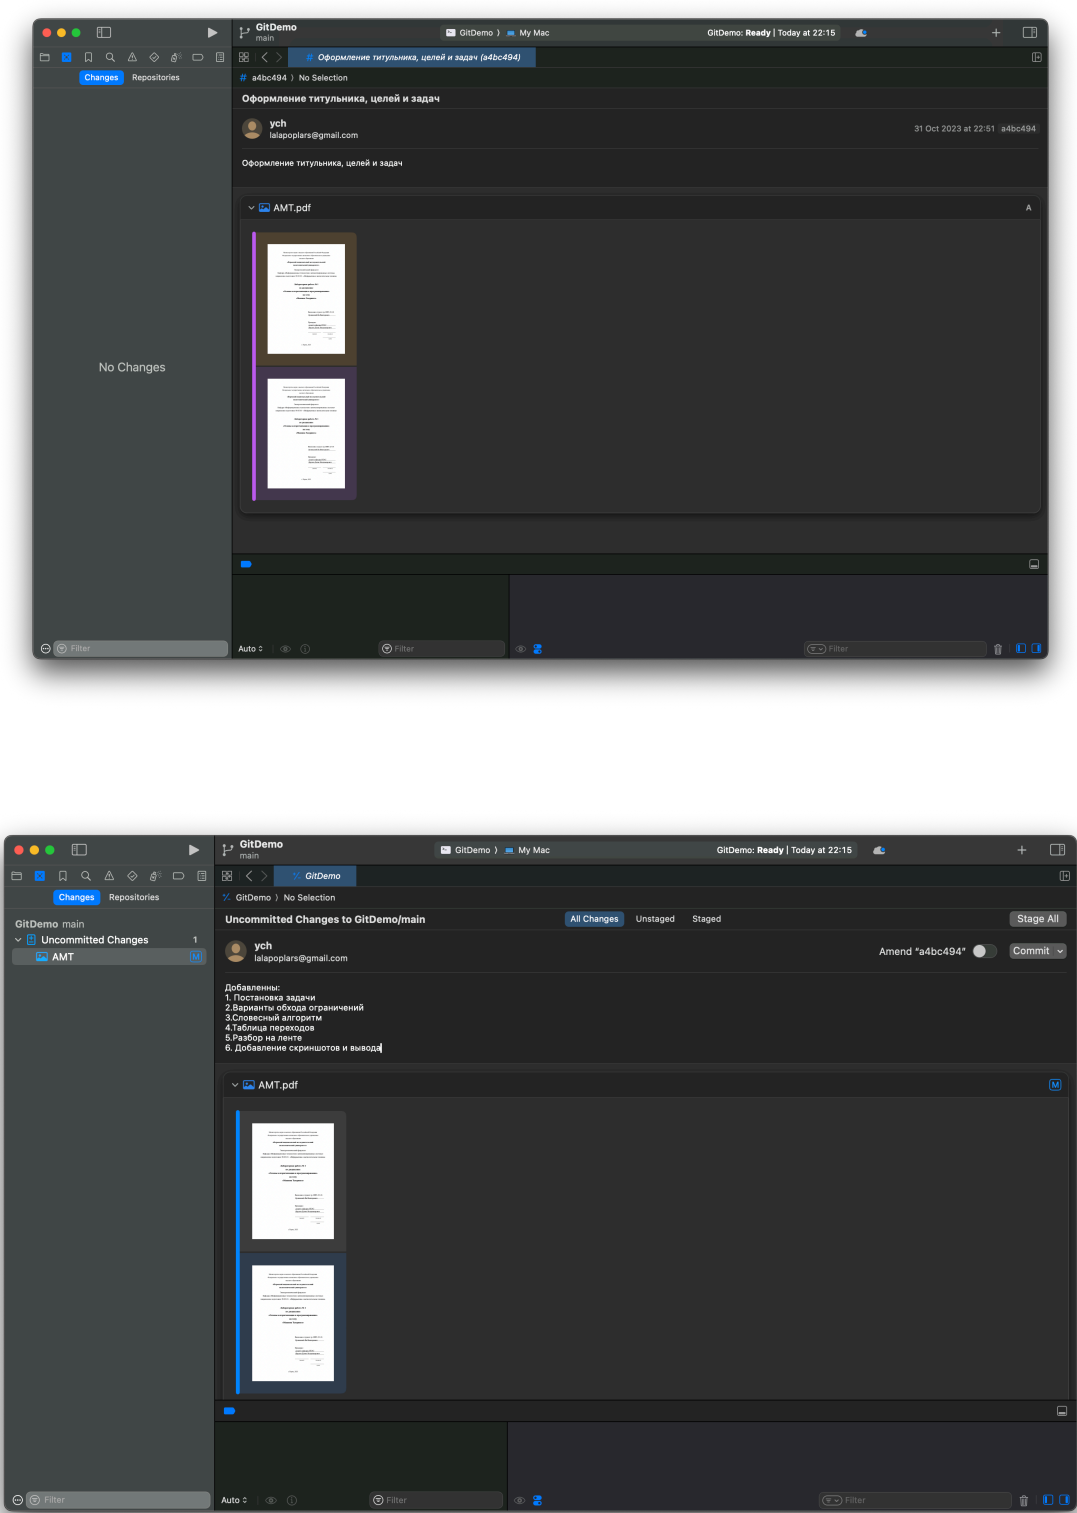 GitDemo
main
GitDemo ⟩ My Mac
GitDemo: Ready | Today at 22:15
Оформление титульника, целей и задач (a4bc494)
Changes Repositories
# a4bc494 ⟩ No Selection
Оформление титульника, целей и задач
ych
lalapoplars@gmail.com
31 Oct 2023 at 22:51 a4bc494
Оформление титульника, целей и задач
AMT.pdf A
No Changes
Filter
Auto
Filter
Filter
GitDemo
main
GitDemo ⟩ My Mac
GitDemo: Ready | Today at 22:15
GitDemo
Changes Repositories
GitDemo ⟩ No Selection
GitDemo main
Uncommitted Changes 1
AMT M
Uncommitted Changes to GitDemo/main
All Changes Unstaged Staged
Stage All
ych
lalapoplars@gmail.com
Amend “a4bc494”
Commit
Добавленны:
1. Постановка задачи
2.Варианты обхода ограничений
3.Словесный алгоритм
4.Таблица переходов
5.Разбор на ленте
6. Добавление скриншотов и вывода
AMT.pdf M
Filter
Auto
Filter
Filter